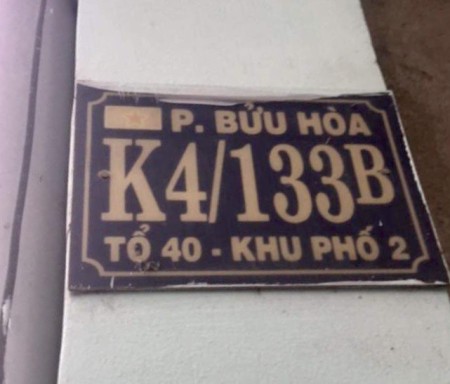 P. BỬU HÒA
K4/133B
TỔ 40 - KHU PHỐ 2